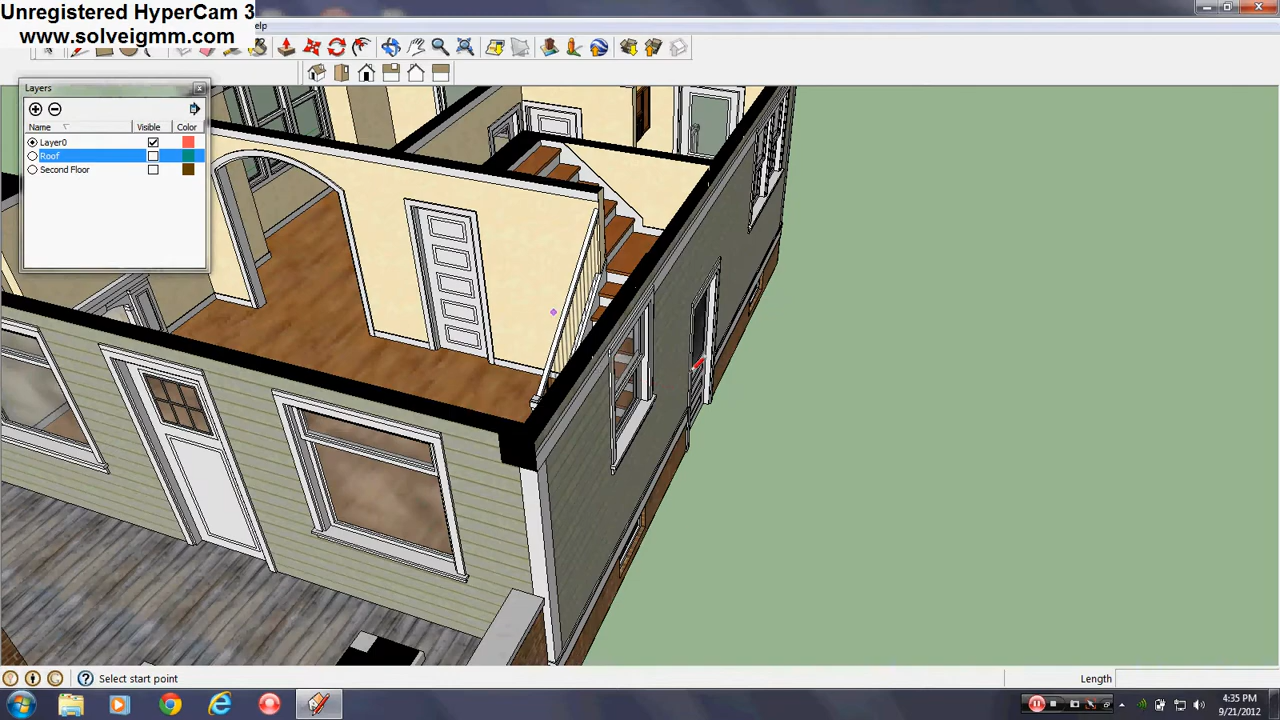 Unregistered HyperCam 3
www.solveigmm.com
elp
Layers
Name Visible Color
Layer0
Roof
Second Floor
Select start point
Length
4:35 PM
9/21/2012